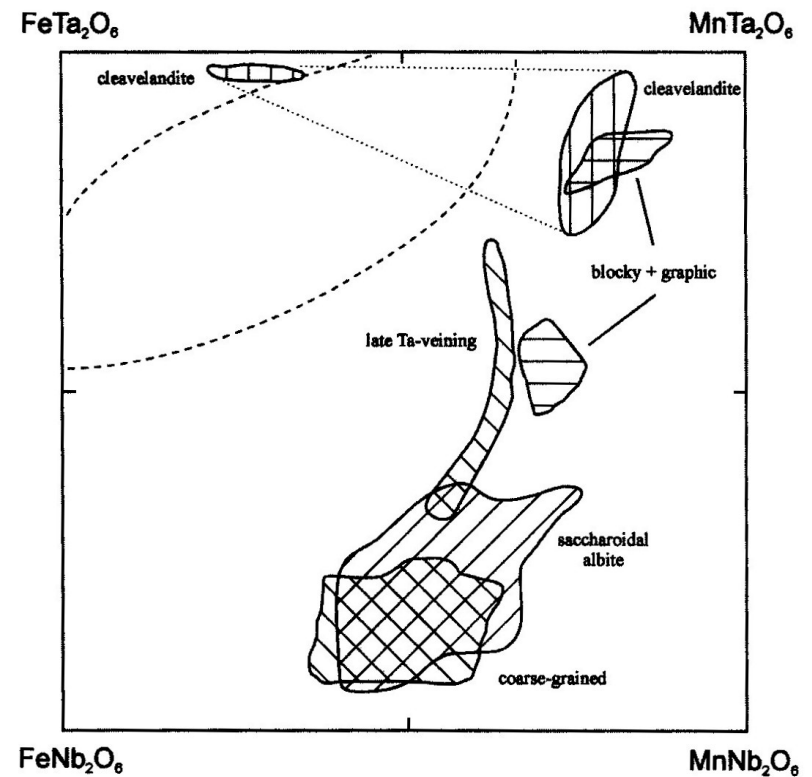 FeTa₂O₆
MnTa₂O₆
cleavelandite
cleavelandite
blocky + graphic
late Ta-veining
saccharoidal
albite
coarse-grained
FeNb₂O₆
MnNb₂O₆